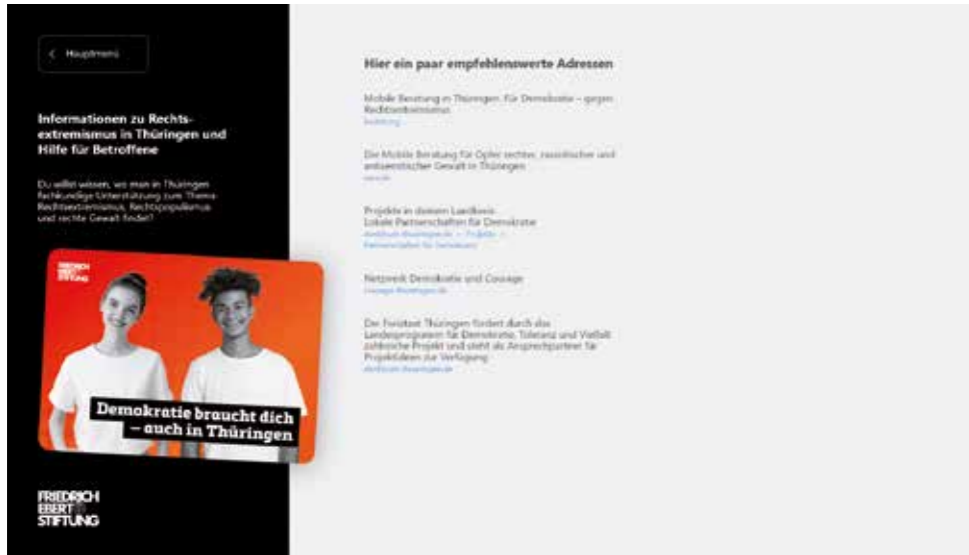 Hauptmenü
Informationen zu Rechts-
extremismus in Thüringen und
Hilfe für Betroffene
Du willst wissen, wo man in Thüringen
fachkundige Unterstützung zum Thema
Rechtsextremismus, Rechtspopulismus
und rechte Gewalt findet?
FRIEDRICH
EBERT
STIFTUNG
Demokratie braucht dich
– auch in Thüringen
FRIEDRICH
EBERT
STIFTUNG
Hier ein paar empfehlenswerte Adressen
Mobile Beratung in Thüringen. Für Demokratie – gegen
Rechtsextremismus
Die Mobile Beratung für Opfer rechter, rassistischer und
antisemitischer Gewalt in Thüringen
Projekte in deinem Landkreis
Lokale Partnerschaften für Demokratie
Netzwerk Demokratie und Courage
Der Freistaat Thüringen fördert durch das
Landesprogramm für Demokratie, Toleranz und Vielfalt
zahlreiche Projekt und steht als Ansprechpartner für
Projektideen zur Verfügung